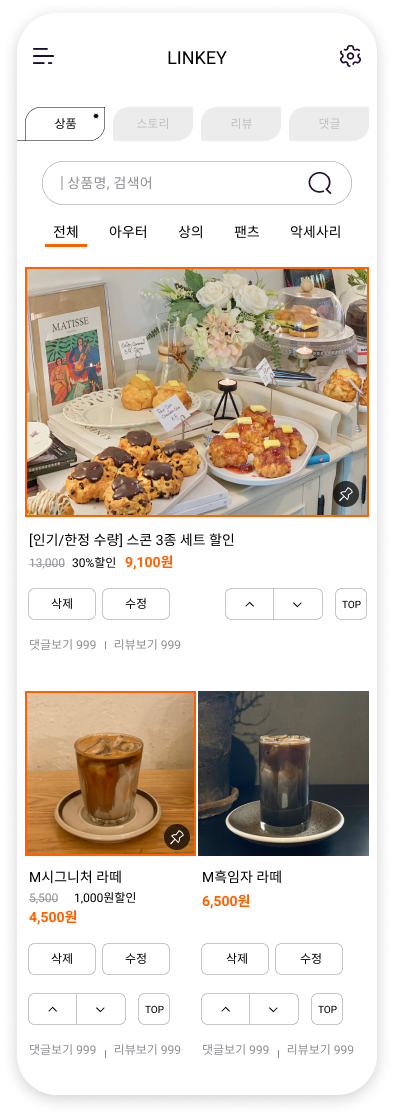 LINKEY
상품 스토리 리뷰 댓글
| 상품명, 검색어
전체 아우터 상의 팬츠 악세사리
MATISSE
[인기/한정 수량] 스콘 3종 세트 할인
13,000 30%할인 9,100원
삭제 수정 TOP
댓글보기 999 | 리뷰보기 999
M시그니처 라떼
5,500 1,000원할인
4,500원
삭제 수정
TOP
댓글보기 999 | 리뷰보기 999
M흑임자 라떼
6,500원
삭제 수정
TOP
댓글보기 999 | 리뷰보기 999